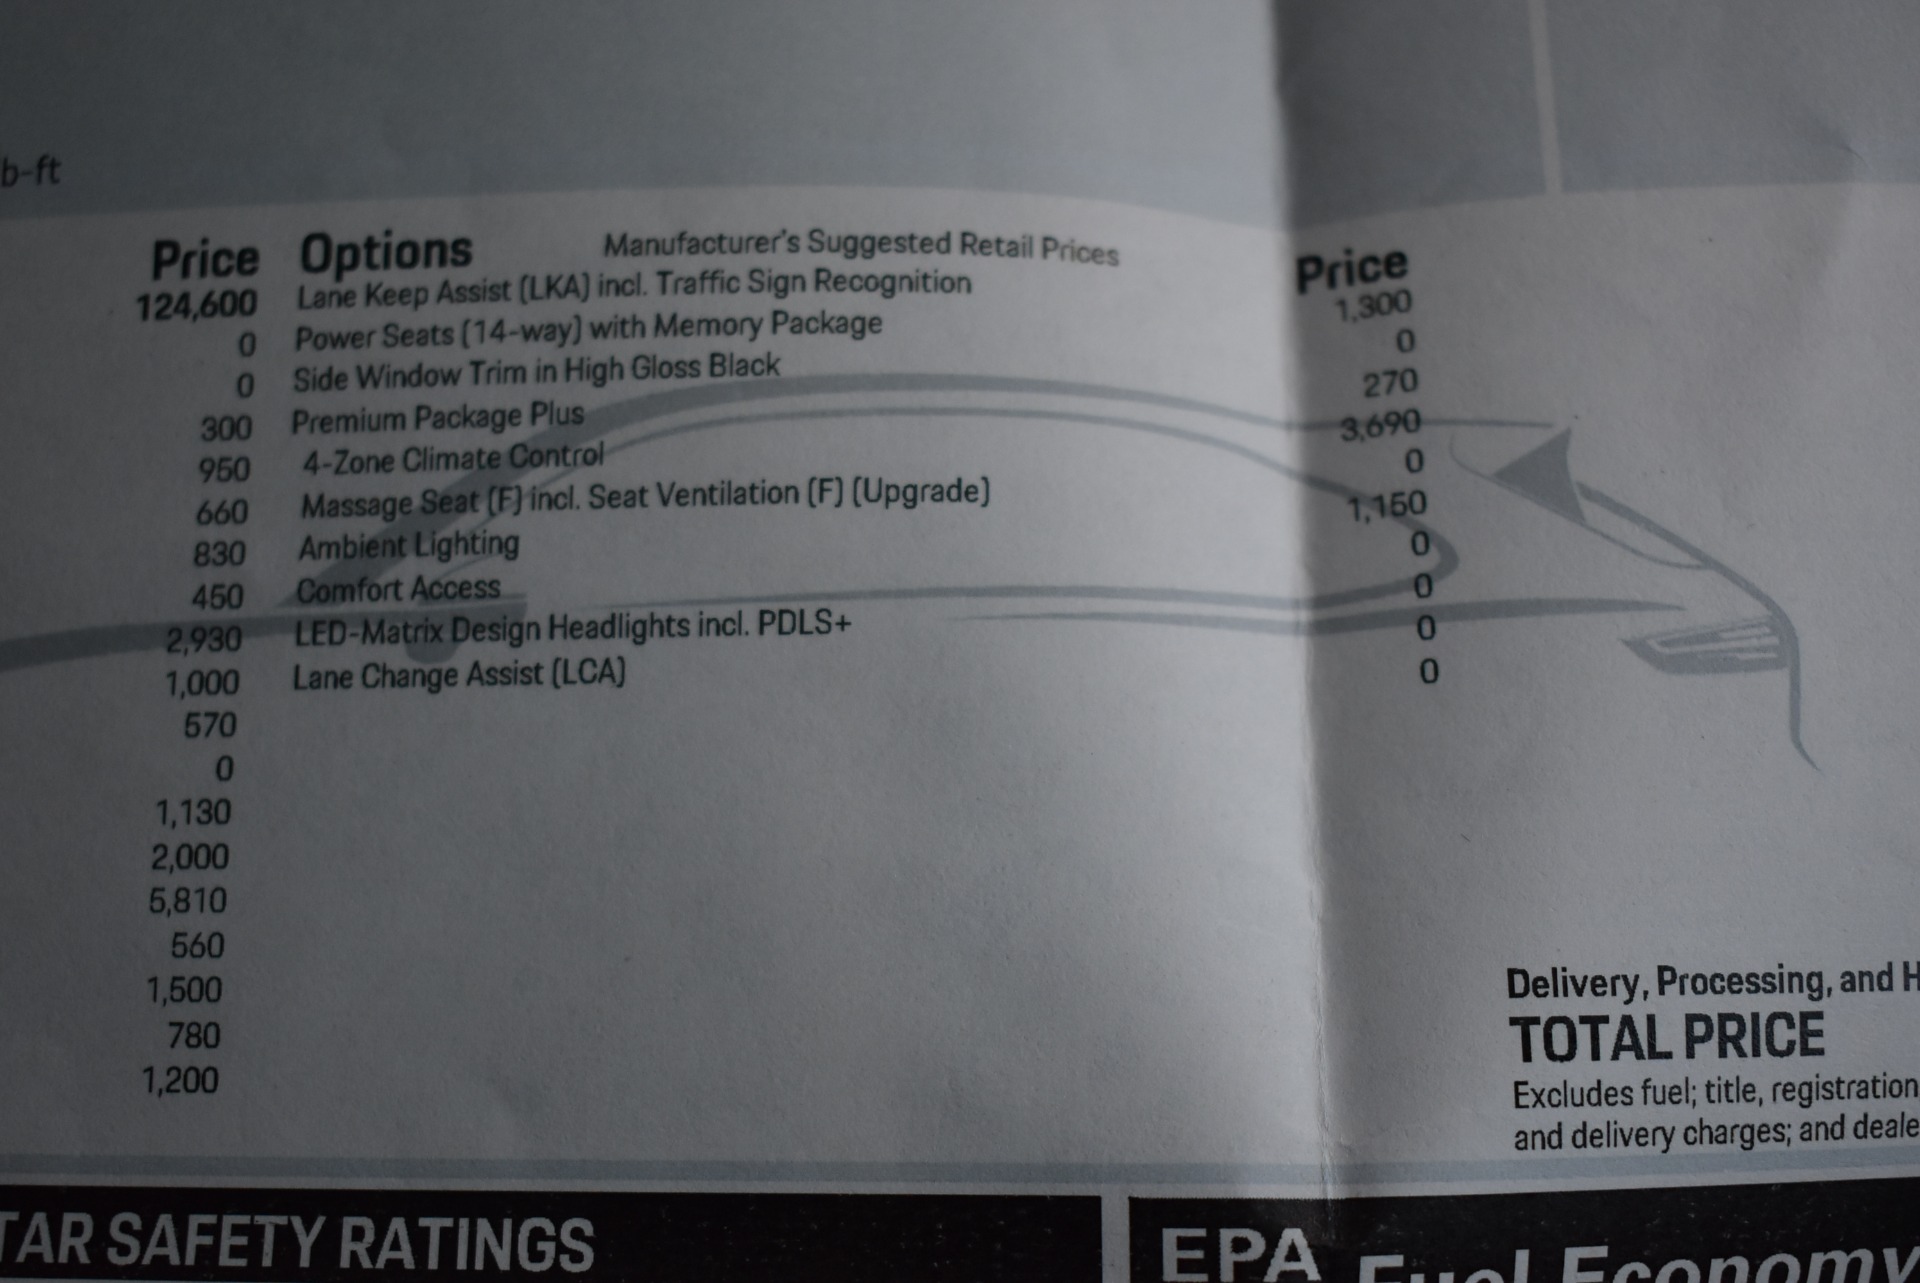 b-ft
Price Options Manufacturer's Suggested Retail Prices Price
124,600 Lane Keep Assist (LKA) incl. Traffic Sign Recognition 1,300
0 Power Seats (14-way) with Memory Package 0
0 Side Window Trim in High Gloss Black 270
300 Premium Package Plus 3,690
950 4-Zone Climate Control 0
660 Massage Seat (F) incl. Seat Ventilation (F) (Upgrade) 1,150
830 Ambient Lighting 0
450 Comfort Access 0
2,930 LED-Matrix Design Headlights incl. PDLS+ 0
1,000 Lane Change Assist (LCA) 0
570
0
1,130
2,000
5,810
560
1,500
780
1,200
Delivery, Processing, and H
TOTAL PRICE
Excludes fuel; title, registration
and delivery charges; and deale
TAR SAFETY RATINGS
EPA Fuel Economy